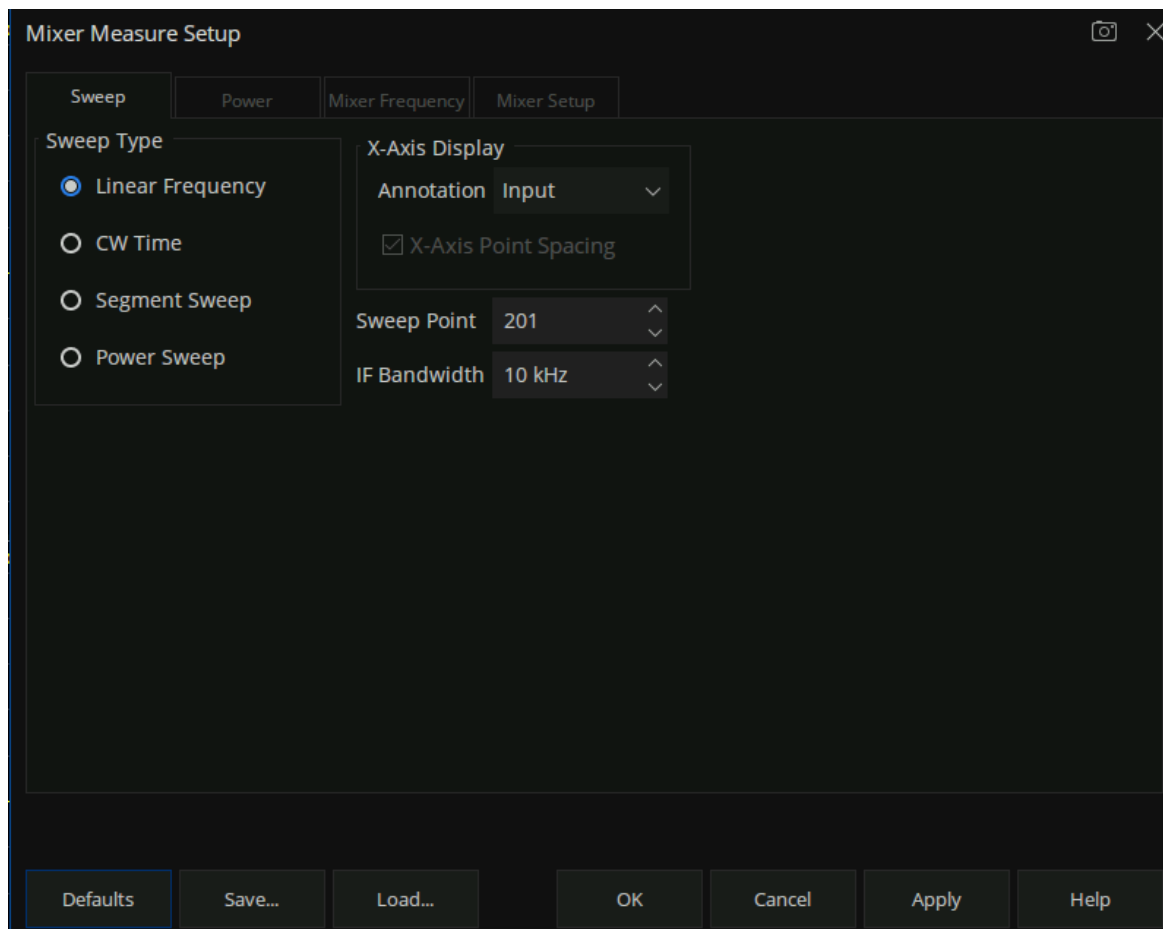 Mixer Measure Setup
Sweep
Power
Mixer Frequency
Mixer Setup
Sweep Type
Linear Frequency
CW Time
Segment Sweep
Power Sweep
X-Axis Display
Annotation Input
X-Axis Point Spacing
Sweep Point 201
IF Bandwidth 10 kHz
Defaults
Save...
Load...
OK
Cancel
Apply
Help